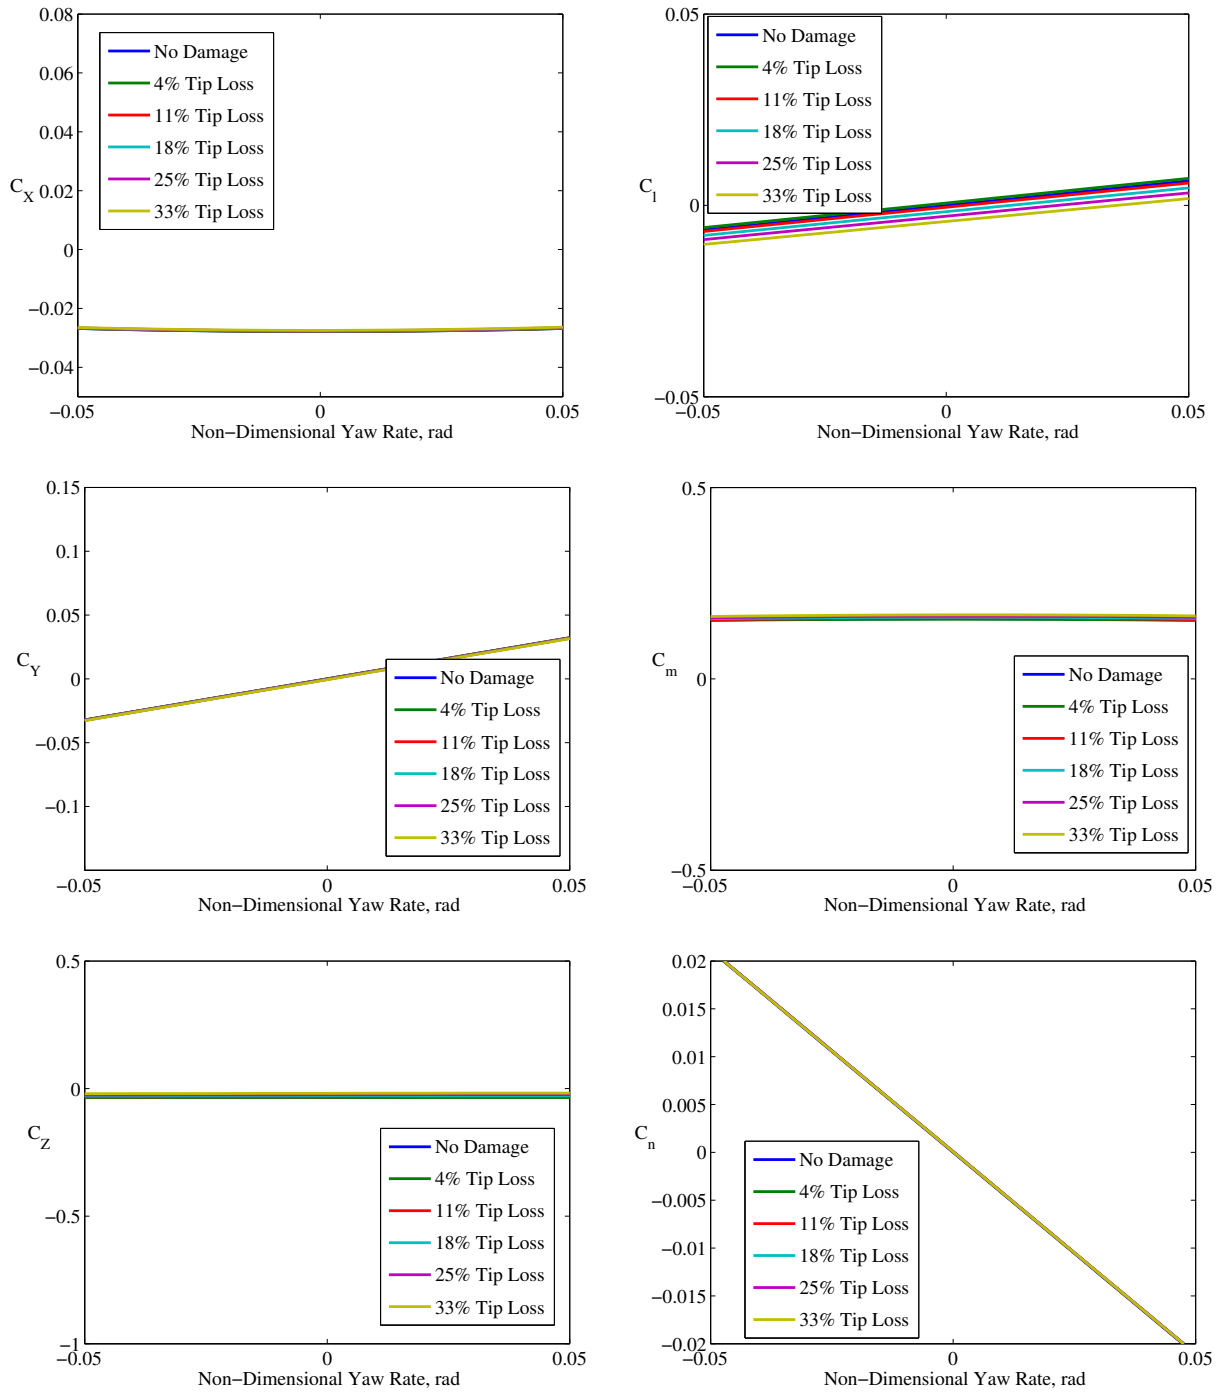 0.08
0.06
0.04
0.02
0
−0.02
−0.04
C_X
No Damage
4% Tip Loss
11% Tip Loss
18% Tip Loss
25% Tip Loss
33% Tip Loss
−0.05
0
0.05
Non−Dimensional Yaw Rate, rad
0.05
0
−0.05
C_l
No Damage
4% Tip Loss
11% Tip Loss
18% Tip Loss
25% Tip Loss
33% Tip Loss
−0.05
0
0.05
Non−Dimensional Yaw Rate, rad
0.15
0.1
0.05
0
−0.05
−0.1
C_Y
No Damage
4% Tip Loss
11% Tip Loss
18% Tip Loss
25% Tip Loss
33% Tip Loss
−0.05
0
0.05
Non−Dimensional Yaw Rate, rad
0.5
0
−0.5
C_m
No Damage
4% Tip Loss
11% Tip Loss
18% Tip Loss
25% Tip Loss
33% Tip Loss
−0.05
0
0.05
Non−Dimensional Yaw Rate, rad
0.5
0
−0.5
−1
C_Z
No Damage
4% Tip Loss
11% Tip Loss
18% Tip Loss
25% Tip Loss
33% Tip Loss
−0.05
0
0.05
Non−Dimensional Yaw Rate, rad
0.02
0.015
0.01
0.005
0
−0.005
−0.01
−0.015
−0.02
C_n
No Damage
4% Tip Loss
11% Tip Loss
18% Tip Loss
25% Tip Loss
33% Tip Loss
−0.05
0
0.05
Non−Dimensional Yaw Rate, rad